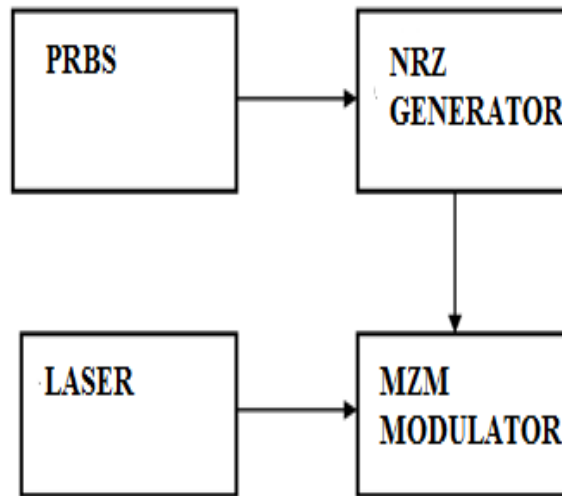 PRBS
NRZ
GENERATOR
LASER
MZM
MODULATOR